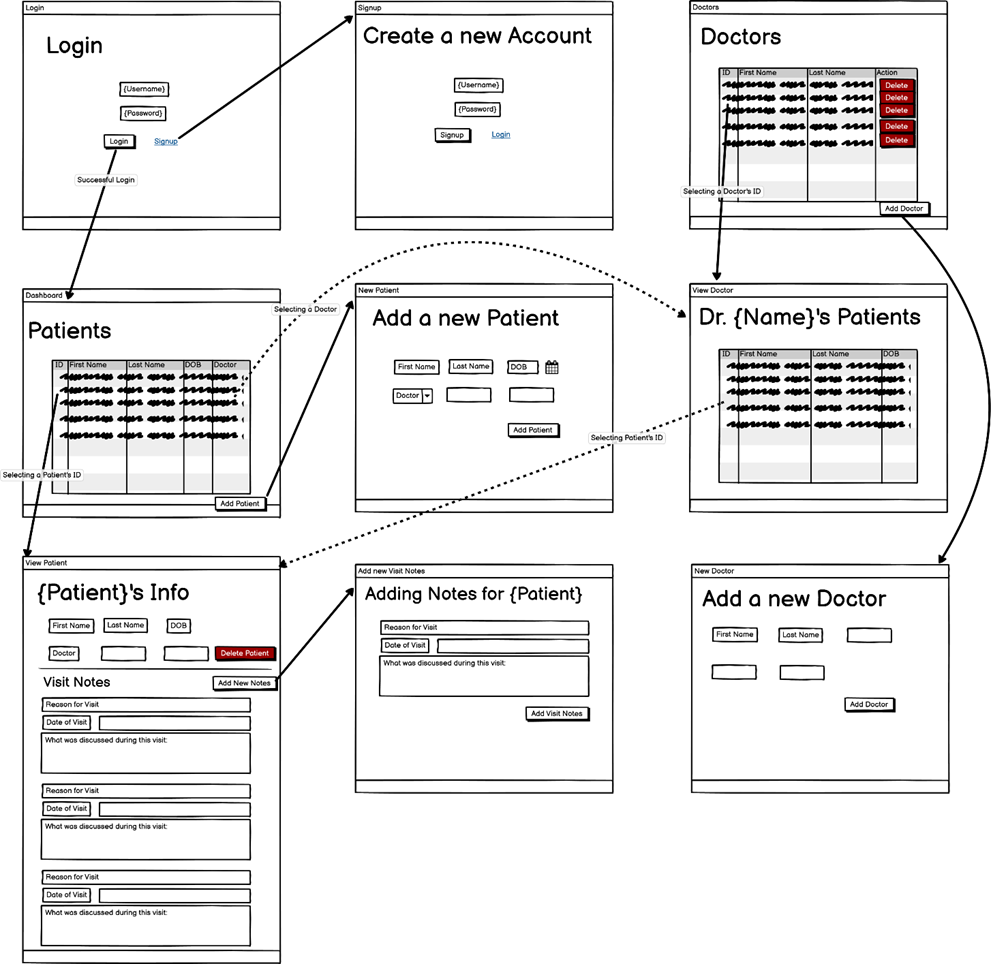 Login
Login
{Username}
{Password}
Login
Signup
Successful Login
Signup
Create a new Account
{Username}
{Password}
Signup
Login
Doctors
Doctors
ID First Name Last Name Action
Delete
Delete
Delete
Delete
Delete
Selecting a Doctor's ID
Add Doctor
Dashboard
Patients
ID First Name Last Name DOB Doctor
Selecting a Doctor
Selecting a Patient's ID
Add Patient
New Patient
Add a new Patient
First Name Last Name DOB
Doctor
Add Patient
Selecting Patient's ID
View Doctor
Dr. {Name}'s Patients
ID First Name Last Name DOB
View Patient
{Patient}'s Info
First Name Last Name DOB
Doctor Delete Patient
Visit Notes Add New Notes
Reason for Visit
Date of Visit
What was discussed during this visit:
Reason for Visit
Date of Visit
What was discussed during this visit:
Reason for Visit
Date of Visit
What was discussed during this visit:
Add new Visit Notes
Adding Notes for {Patient}
Reason for Visit
Date of Visit
What was discussed during this visit:
Add Visit Notes
New Doctor
Add a new Doctor
First Name Last Name
Add Doctor